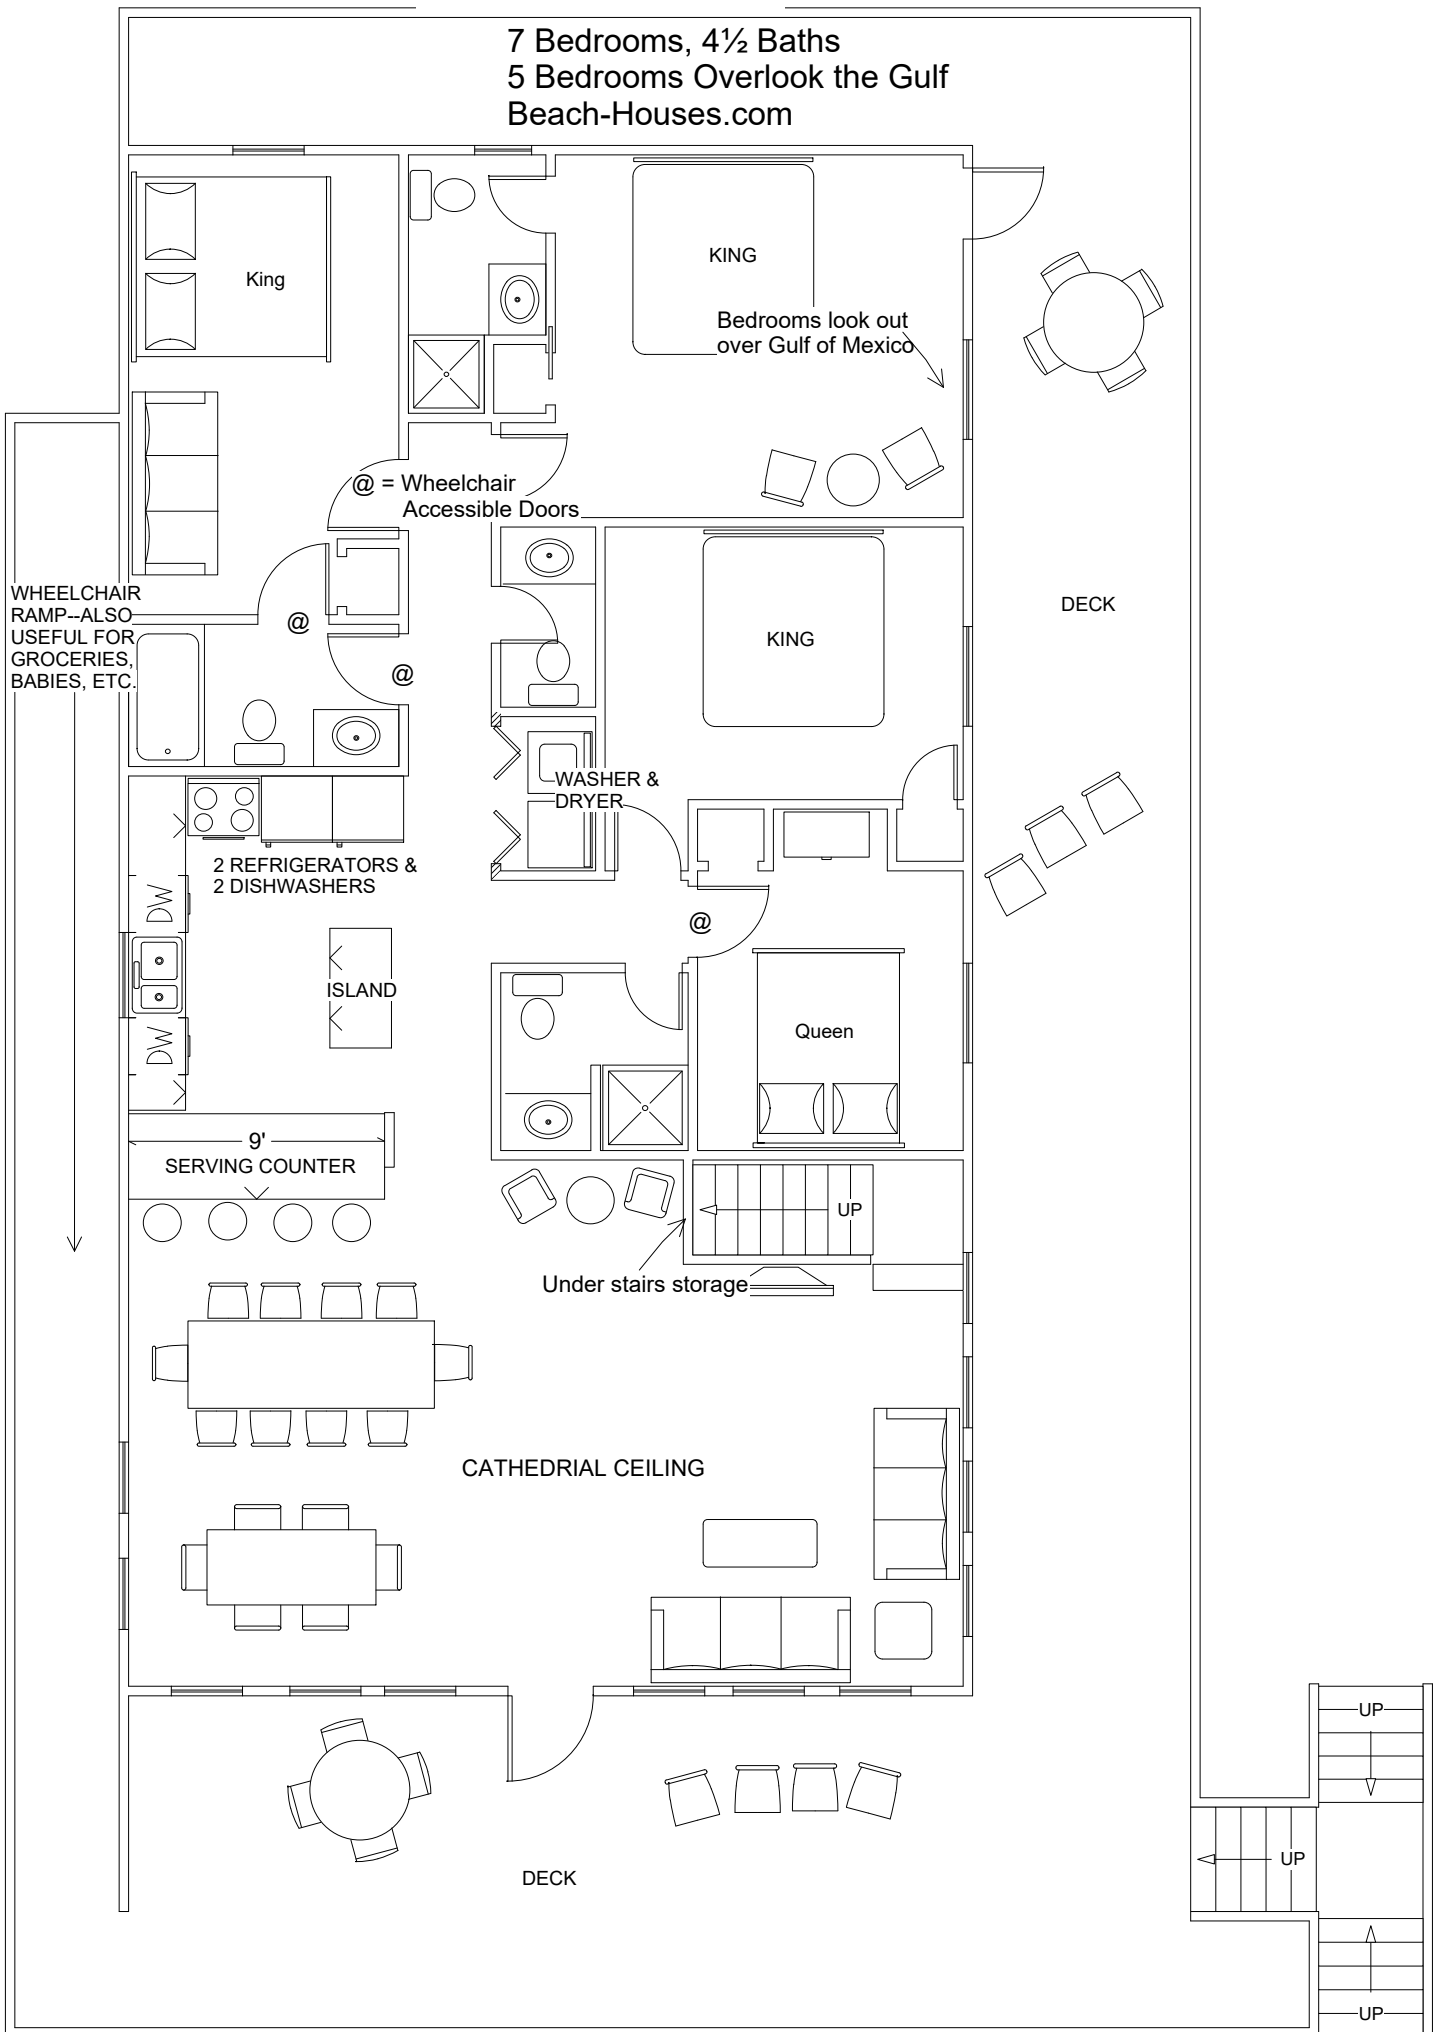 7 Bedrooms, 4½ Baths
5 Bedrooms Overlook the Gulf
Beach-Houses.com
King
KING
Bedrooms look out
over Gulf of Mexico
@ = Wheelchair
Accessible Doors
WHEELCHAIR
RAMP--ALSO
USEFUL FOR
GROCERIES,
BABIES, ETC.
@
@
KING
DECK
WASHER &
DRYER
2 REFRIGERATORS &
2 DISHWASHERS
DW
@
ISLAND
Queen
DW
9'
SERVING COUNTER
UP
Under stairs storage
CATHEDRIAL CEILING
UP
UP
DECK
UP